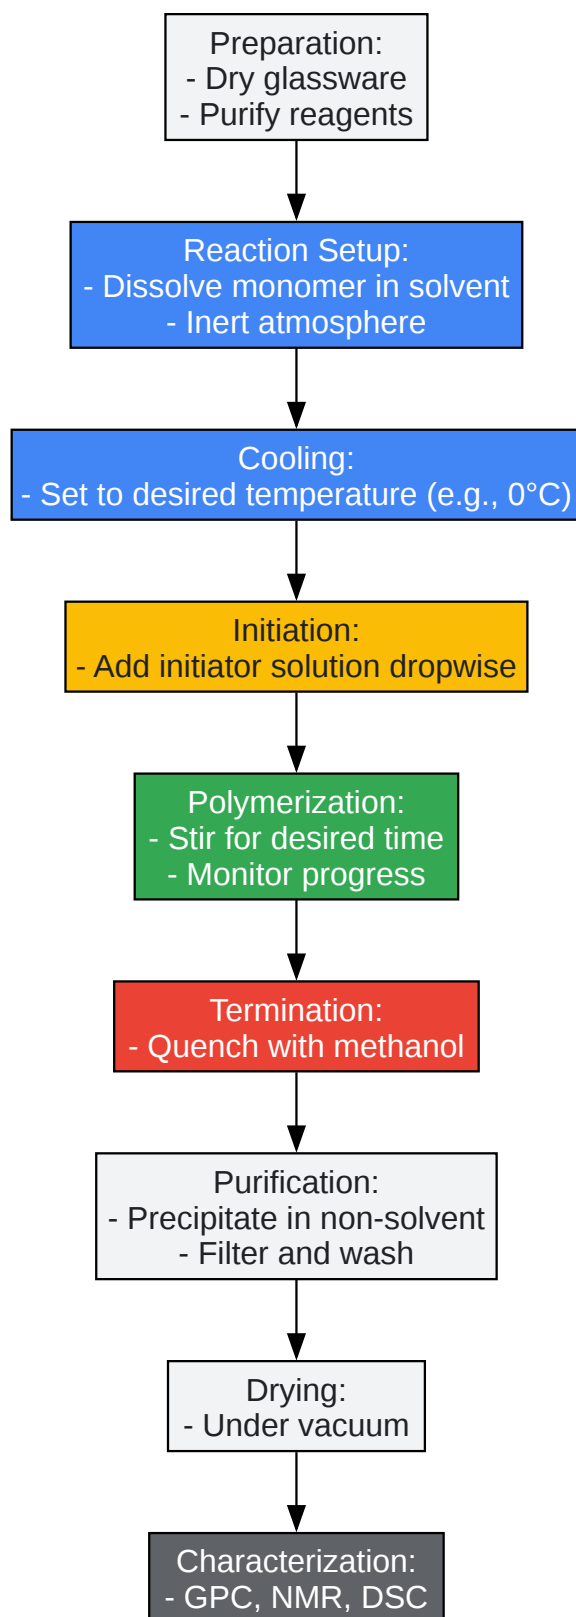 Preparation:
- Dry glassware
- Purify reagents
Reaction Setup:
- Dissolve monomer in solvent
- Inert atmosphere
Cooling:
- Set to desired temperature (e.g., 0°C)
Initiation:
- Add initiator solution dropwise
Polymerization:
- Stir for desired time
- Monitor progress
Termination:
- Quench with methanol
Purification:
- Precipitate in non-solvent
- Filter and wash
Drying:
- Under vacuum
Characterization:
- GPC, NMR, DSC